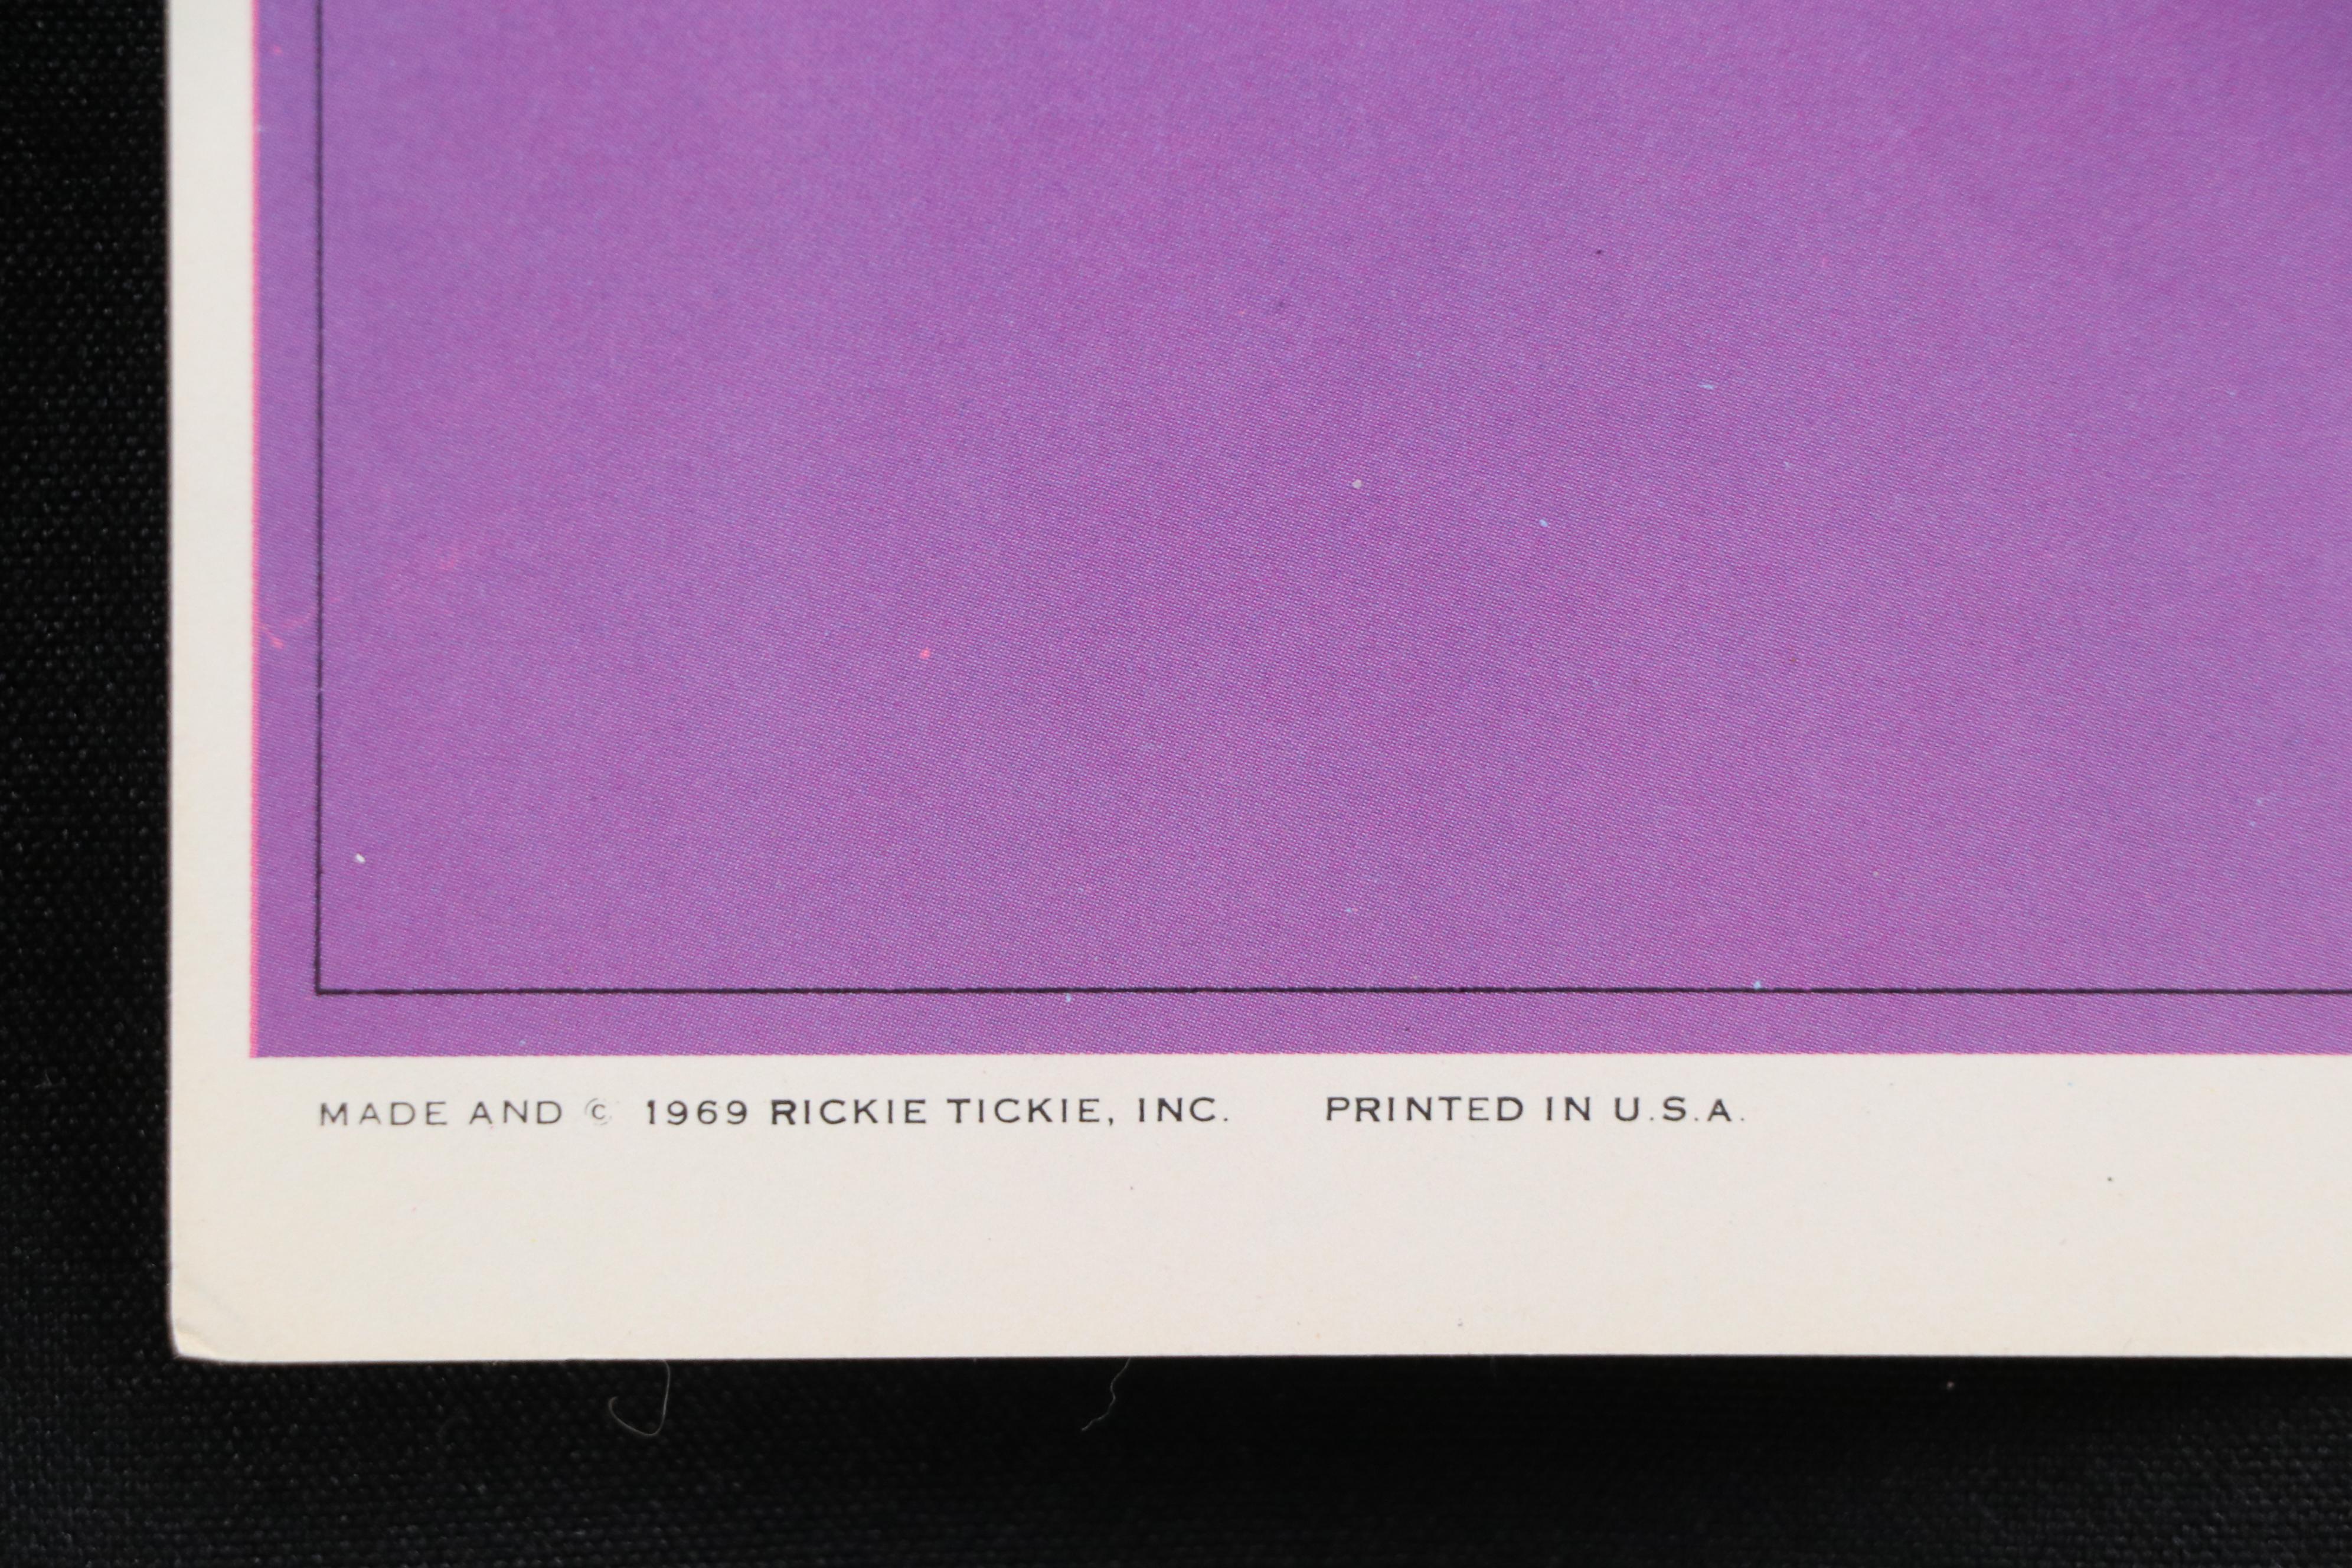 MADE AND © 1969 RICKIE TICKIE, INC. PRINTED IN U.S.A.